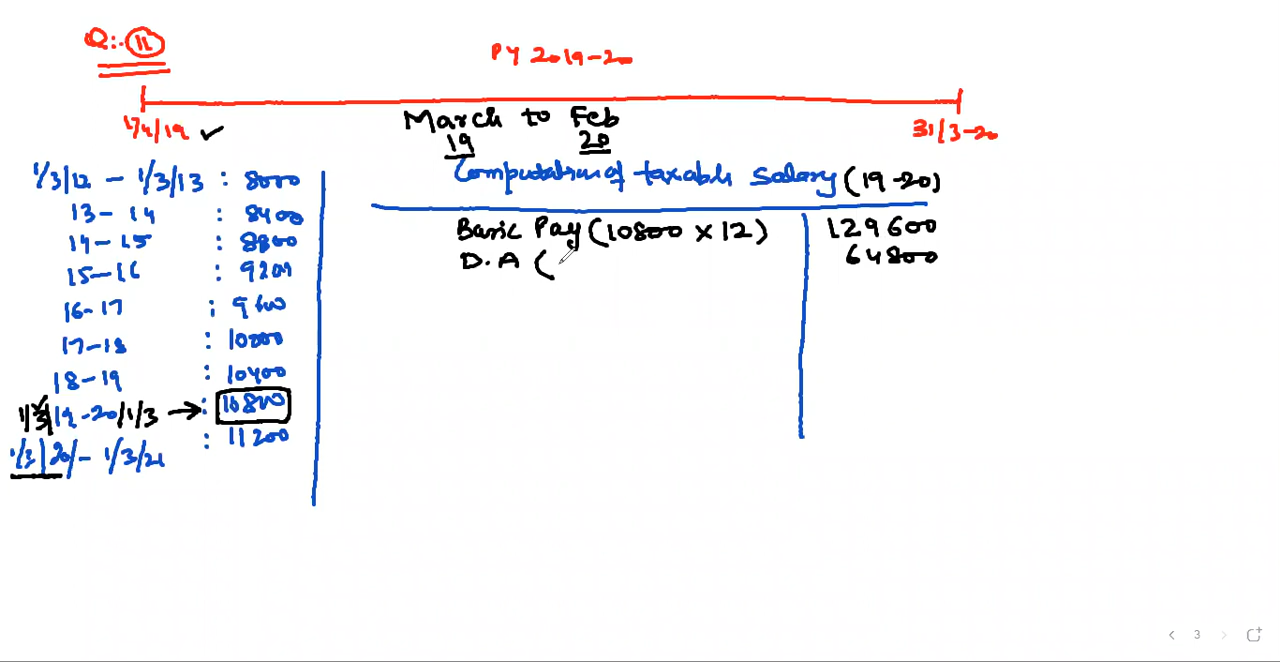 Q:- 11
PY 2019-20
1/4/19 ✓
31/3-20
March to Feb
19 20
Computation of taxable Salary (19-20)
1/3/12 - 1/3/13 : 8000
13-14 : 8400
14-15 : 8800
15-16 : 9200
16-17 : 9600
17-18 : 10000
18-19 : 10400
1/3/19-20/1/3 → : 10800
1/3/20/- 1/3/21 : 11200
Basic Pay (10800 × 12) 129600
D.A ( 64800
3